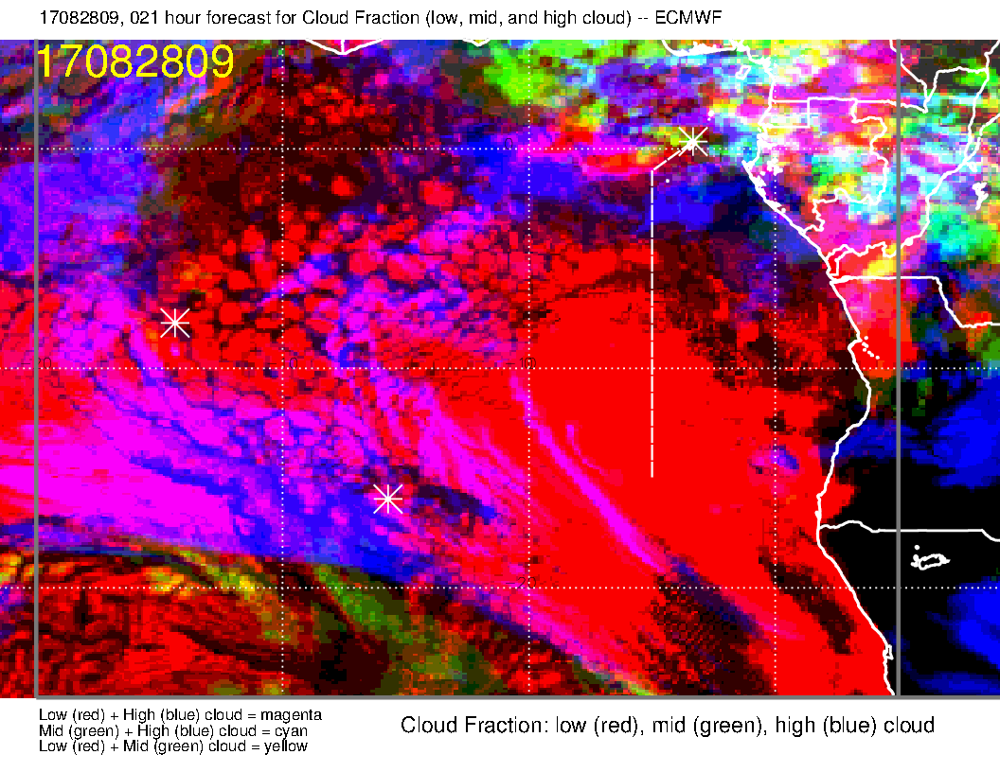 17082809, 021 hour forecast for Cloud Fraction (low, mid, and high cloud) -- ECMWF
17082809
Low (red) + High (blue) cloud = magenta
Mid (green) + High (blue) cloud = cyan
Low (red) + Mid (green) cloud = yellow
Cloud Fraction: low (red), mid (green), high (blue) cloud